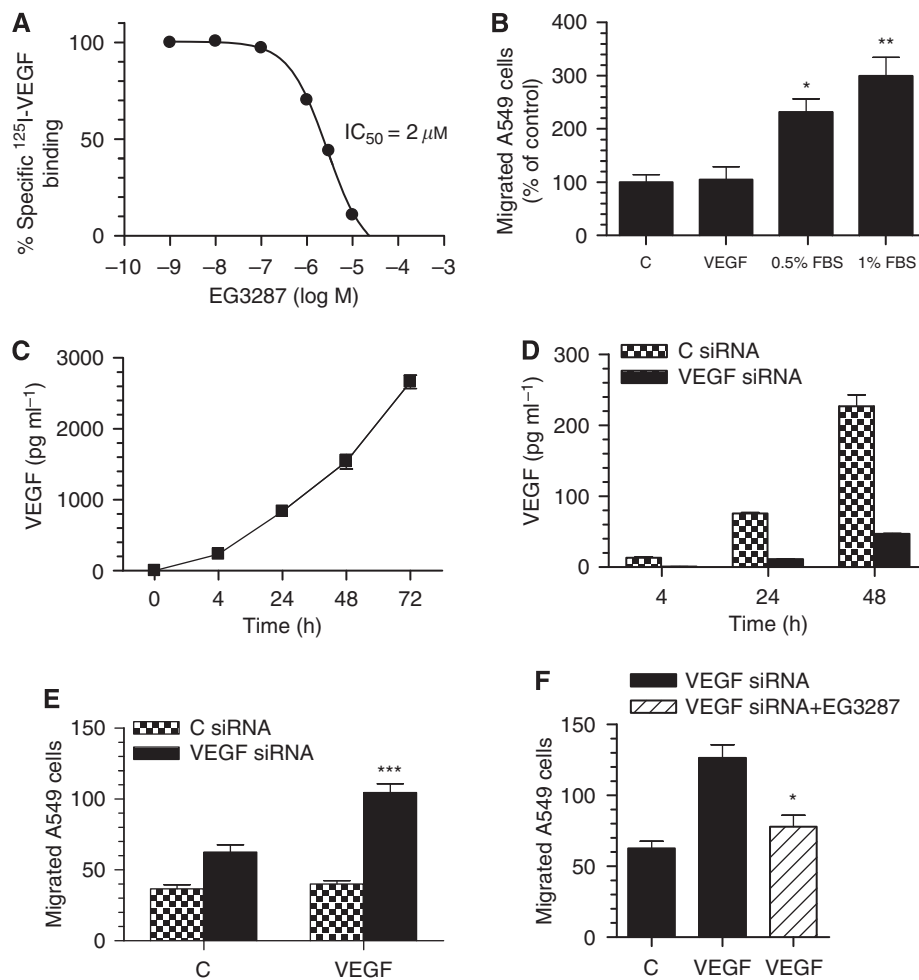 A
% Specific ¹²⁵I-VEGF
binding
100
50
0
IC₅₀ = 2 µM
–10 –9 –8 –7 –6 –5 –4 –3
EG3287 (log M)
B
Migrated A549 cells
(% of control)
400
300
200
100
0
*
**
C VEGF 0.5% FBS 1% FBS
C
VEGF (pg ml⁻¹)
3000
2000
1000
0
0 4 24 48 72
Time (h)
D
C siRNA
VEGF siRNA
VEGF (pg ml⁻¹)
300
200
100
0
4 24 48
Time (h)
E
C siRNA
VEGF siRNA
Migrated A549 cells
150
100
50
0
***
C VEGF
F
VEGF siRNA
VEGF siRNA+EG3287
Migrated A549 cells
150
100
50
0
*
C VEGF VEGF